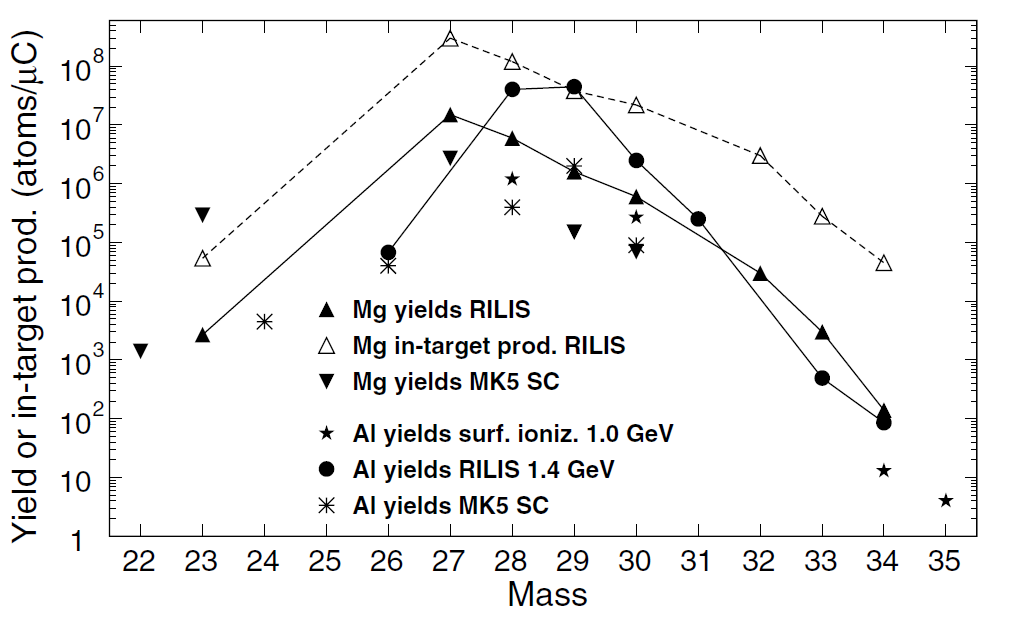 Yield or in-target prod. (atoms/μC)
10⁸
10⁷
10⁶
10⁵
10⁴
10³
10²
10
1
Mg yields RILIS
Mg in-target prod. RILIS
Mg yields MK5 SC
Al yields surf. ioniz. 1.0 GeV
Al yields RILIS 1.4 GeV
Al yields MK5 SC
22 23 24 25 26 27 28 29 30 31 32 33 34 35
Mass